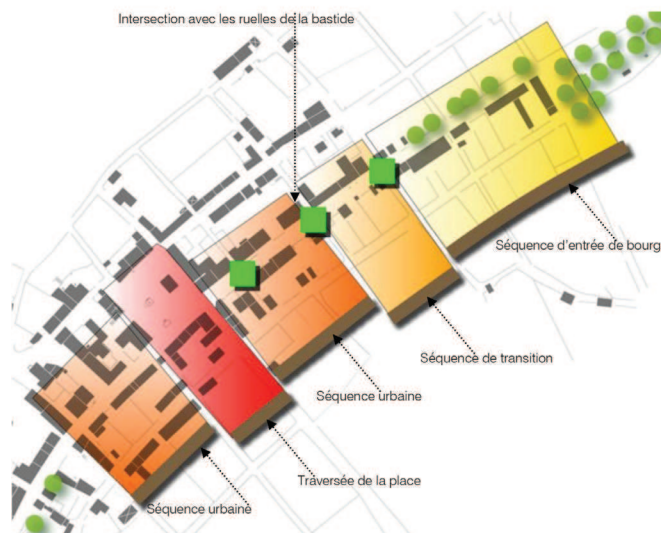 Intersection avec les ruelles de la bastide
Séquence d'entrée de bourg
Séquence de transition
Séquence urbaine
Traversée de la place
Séquence urbaine